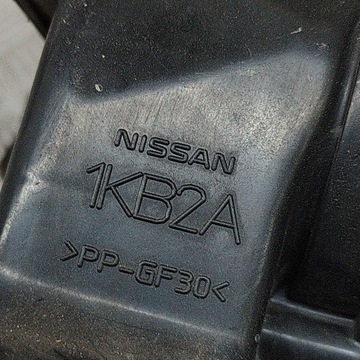 NISSAN
1KB2A
>PP-GF30<